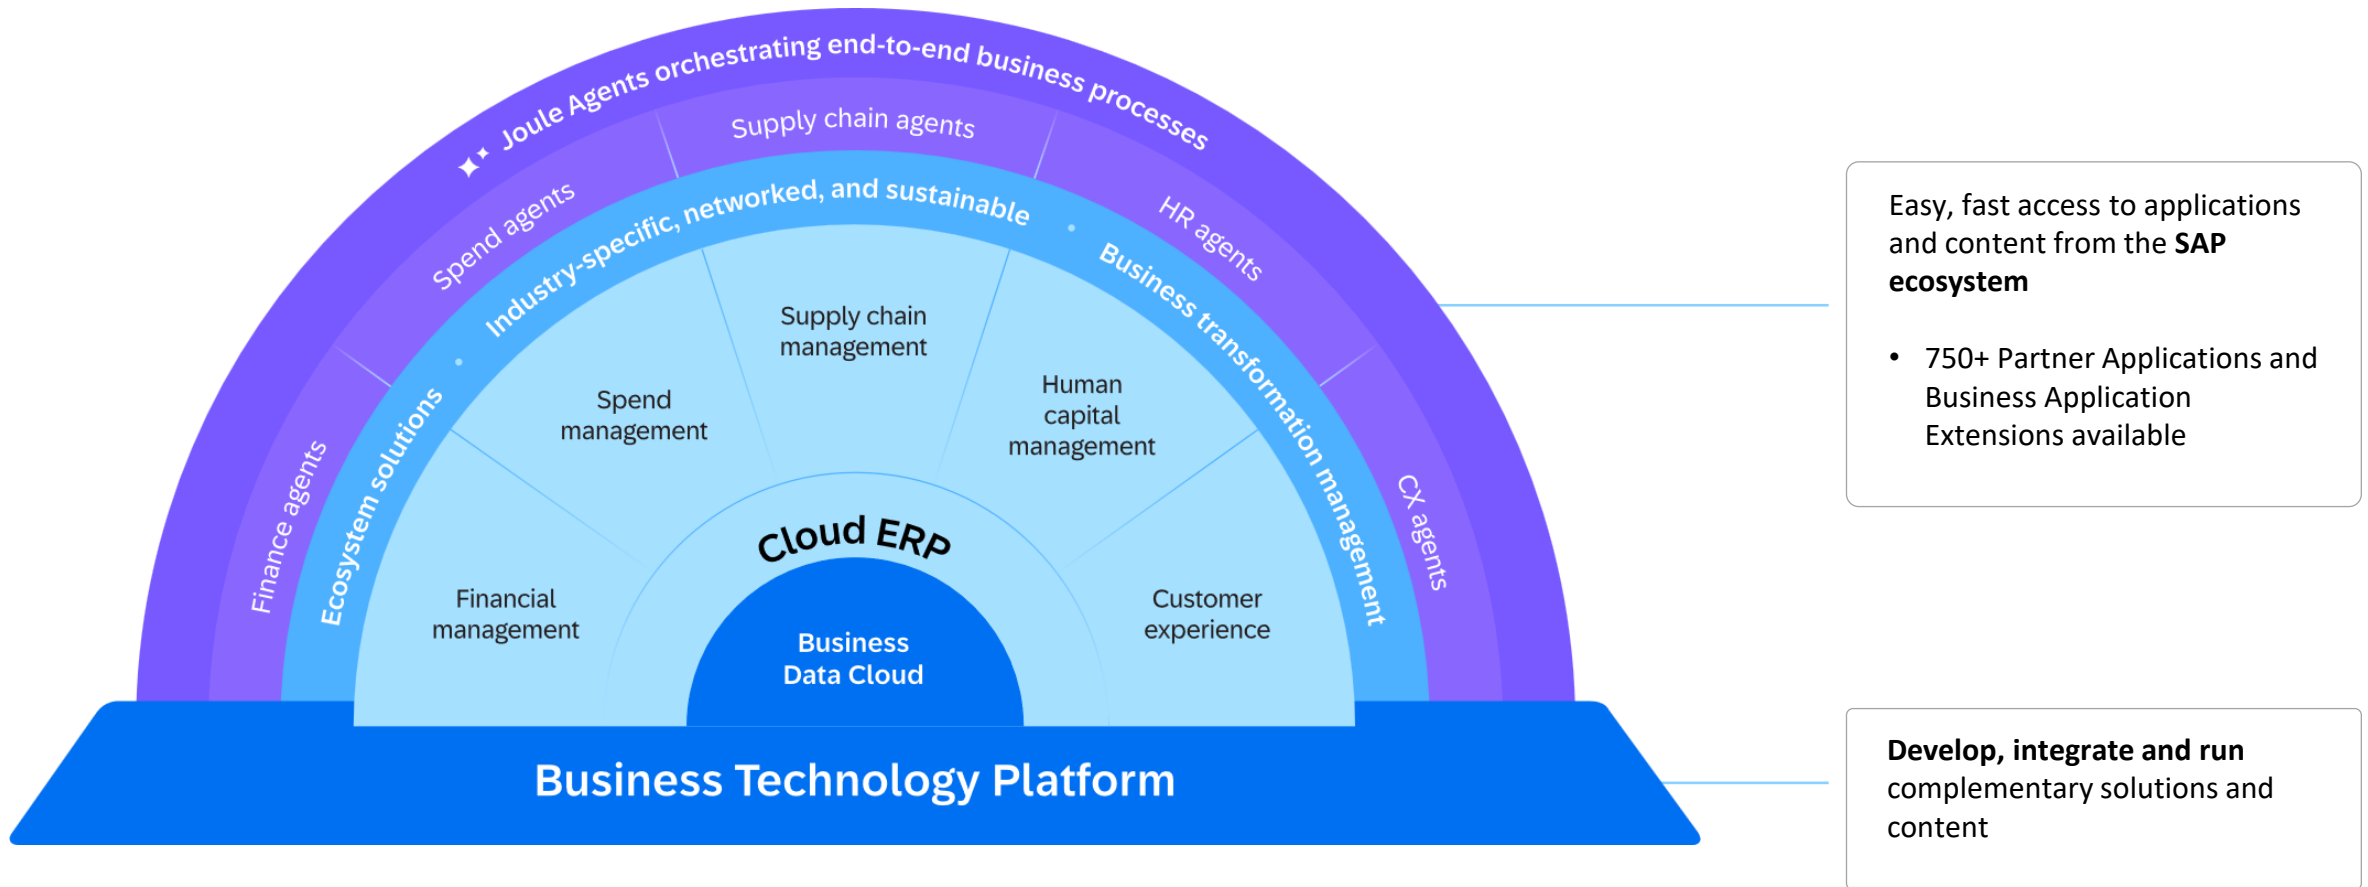 Joule Agents orchestrating end-to-end business processes
Finance agents
Spend agents
Supply chain agents
HR agents
CX agents
Ecosystem solutions • Industry-specific, networked, and sustainable • Business transformation management
Financial
management
Spend
management
Supply chain
management
Human
capital
management
Customer
experience
Cloud ERP
Business
Data Cloud
Business Technology Platform
Easy, fast access to applications
and content from the SAP
ecosystem
• 750+ Partner Applications and
Business Application
Extensions available
Develop, integrate and run
complementary solutions and
content